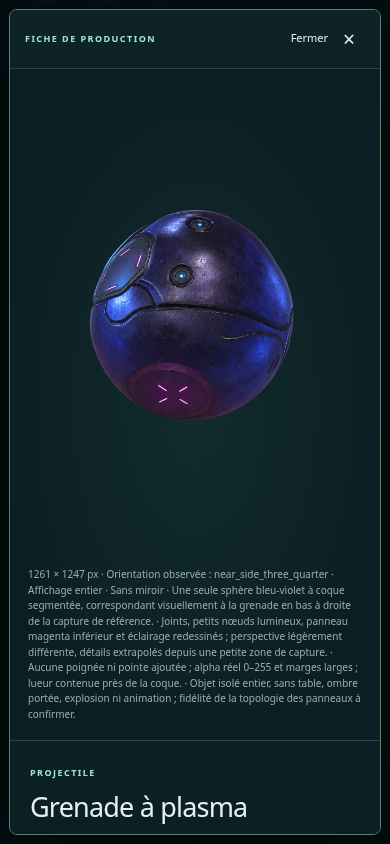 FICHE DE PRODUCTION
Fermer ×
1261 × 1247 px · Orientation observée : near_side_three_quarter ·
Affichage entier · Sans miroir · Une seule sphère bleu-violet à coque
segmentée, correspondant visuellement à la grenade en bas à droite
de la capture de référence. · Joints, petits nœuds lumineux, panneau
magenta inférieur et éclairage redessinés ; perspective légèrement
différente, détails extrapolés depuis une petite zone de capture. ·
Aucune poignée ni pointe ajoutée ; alpha réel 0–255 et marges larges ;
lueur contenue près de la coque. · Objet isolé entier, sans table, ombre
portée, explosion ni animation ; fidélité de la topologie des panneaux à
confirmer.
PROJECTILE
Grenade à plasma